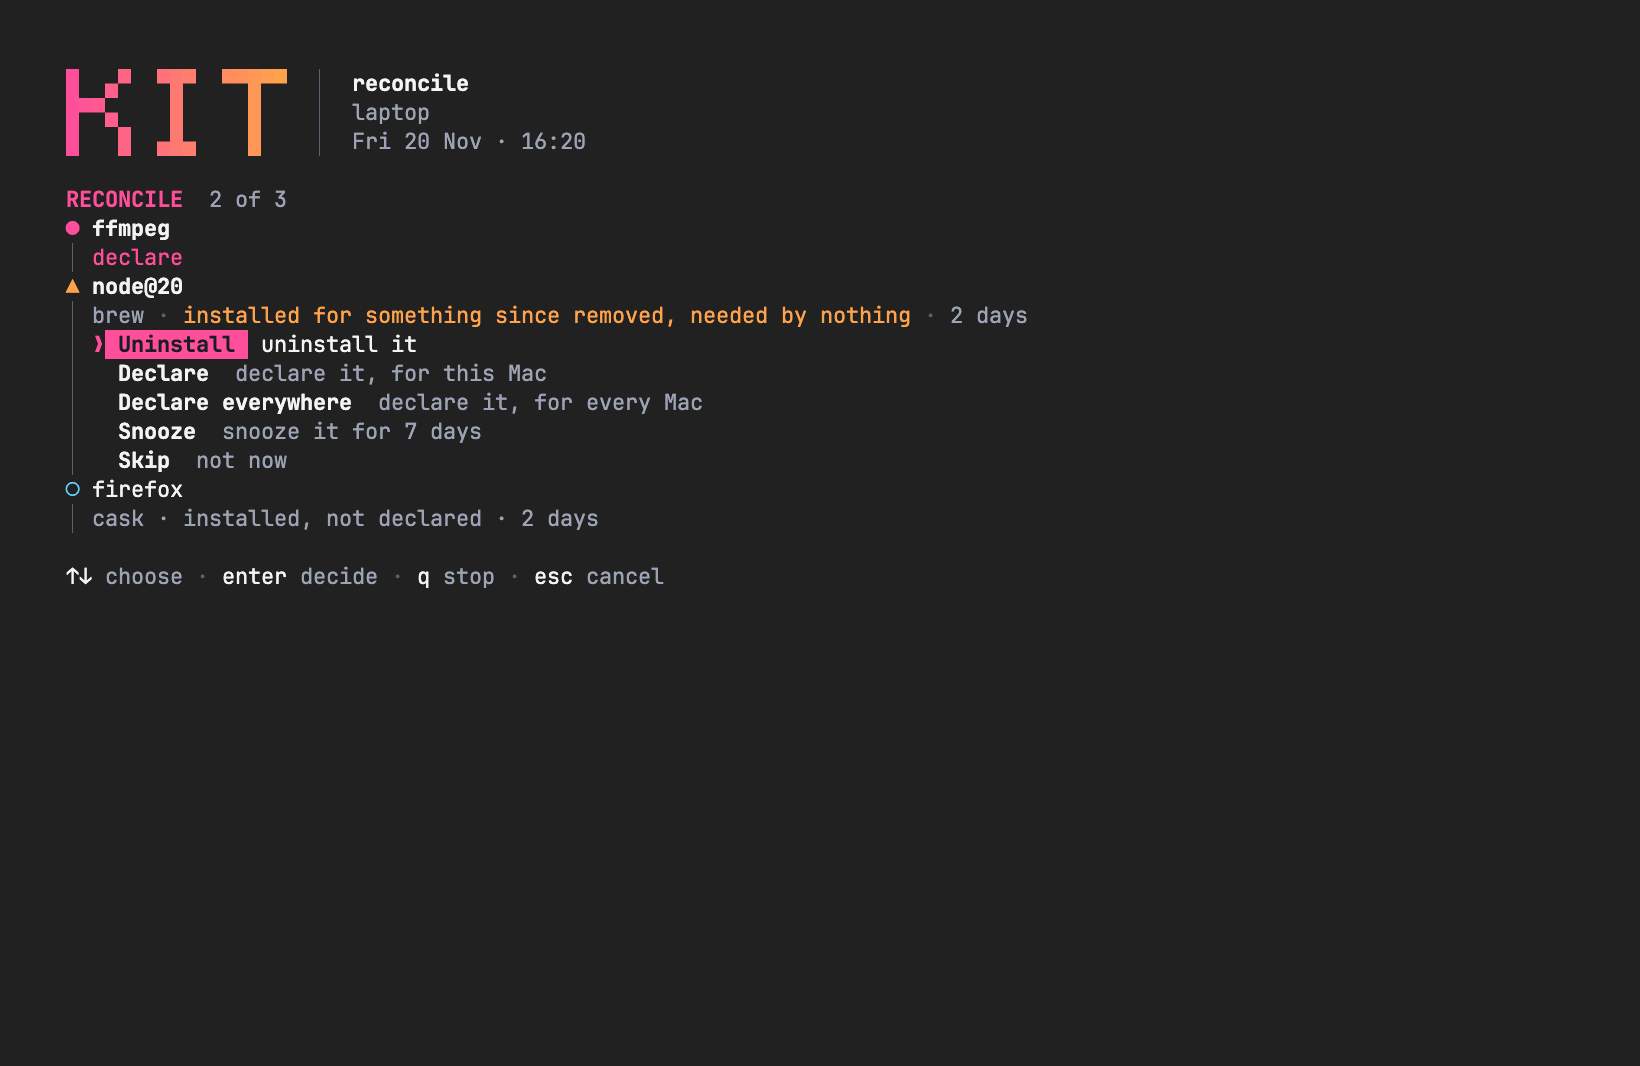 KIT
reconcile
laptop
Fri 20 Nov · 16:20
RECONCILE 2 of 3
● ffmpeg
declare
▲ node@20
brew · installed for something since removed, needed by nothing · 2 days
❯ Uninstall uninstall it
Declare declare it, for this Mac
Declare everywhere declare it, for every Mac
Snooze snooze it for 7 days
Skip not now
○ firefox
cask · installed, not declared · 2 days
↑↓ choose · enter decide · q stop · esc cancel